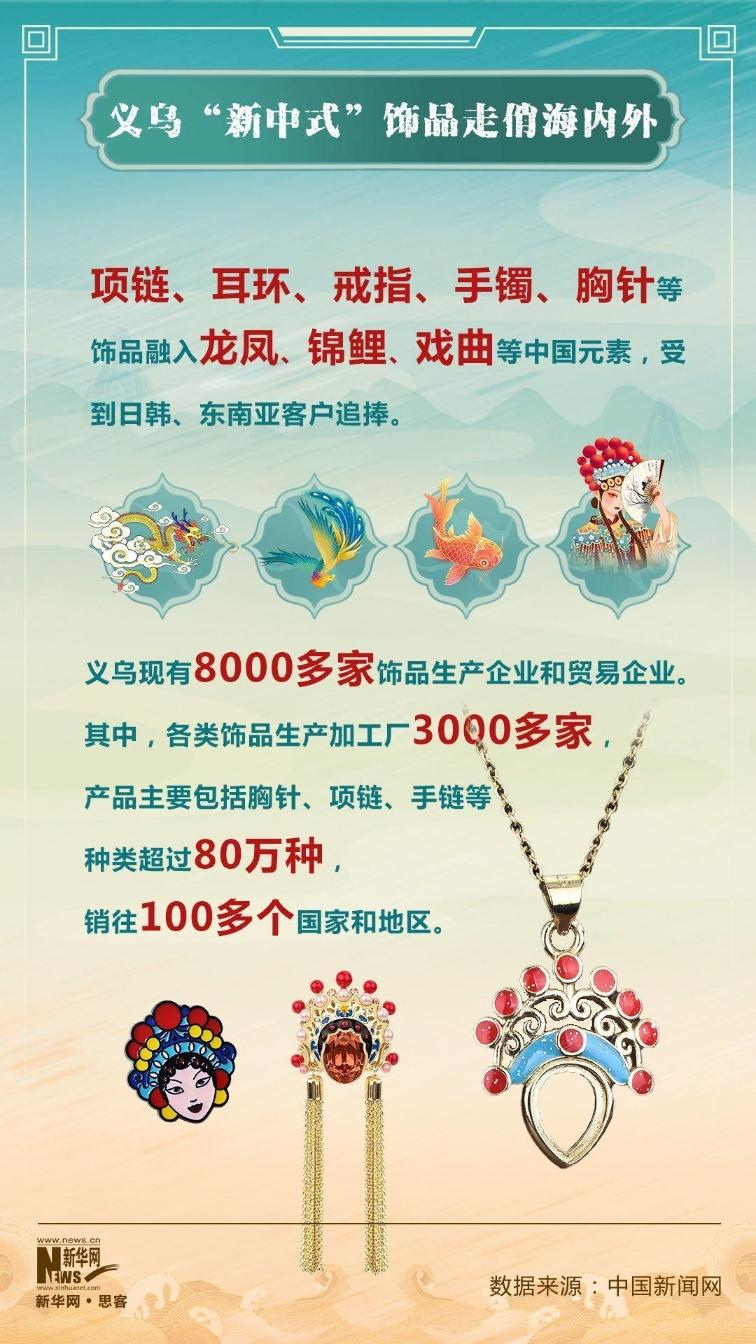 义乌“新中式”饰品走俏海内外
项链、耳环、戒指、手镯、胸针等
饰品融入龙凤、锦鲤、戏曲等中国元素，受
到日韩、东南亚客户追捧。
义乌现有8000多家饰品生产企业和贸易企业。
其中，各类饰品生产加工厂3000多家，
产品主要包括胸针、项链、手链等
种类超过80万种，
销往100多个国家和地区。
www.news.cn
新华网
NEWS
www.xinhuanet.com
新华网·思客
数据来源：中国新闻网